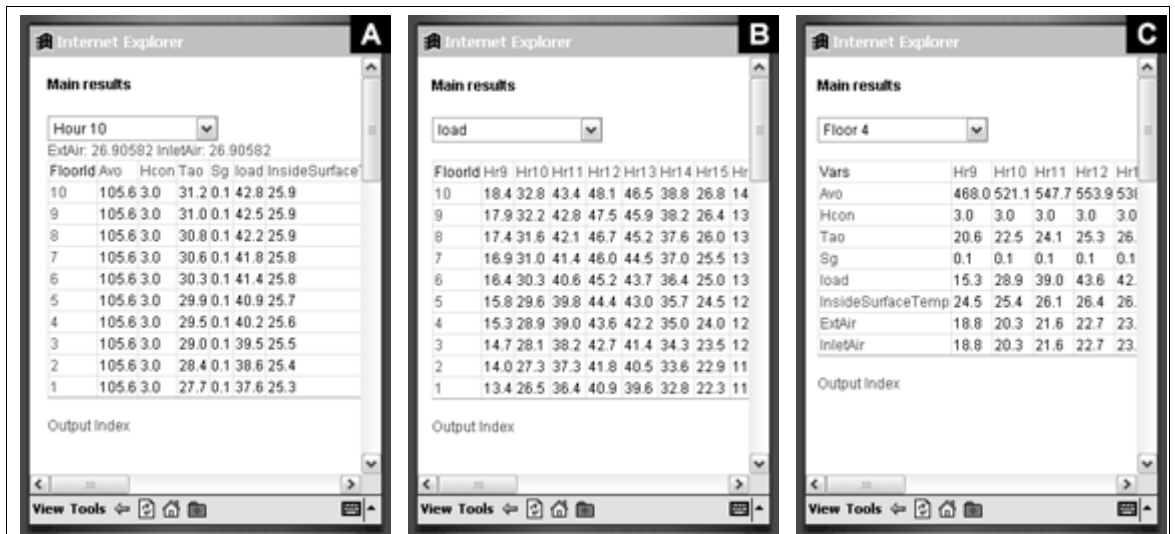 A
Internet Explorer
Main results
Hour 10
ExtAir: 26.90582 InletAir: 26.90582
FloorId Avo Hcon Tao Sg load InsideSurface
10 105.6 3.0 31.2 0.1 42.8 25.9
9 105.6 3.0 31.0 0.1 42.5 25.9
8 105.6 3.0 30.8 0.1 42.2 25.9
7 105.6 3.0 30.6 0.1 41.8 25.8
6 105.6 3.0 30.3 0.1 41.4 25.8
5 105.6 3.0 29.9 0.1 40.9 25.7
4 105.6 3.0 29.5 0.1 40.2 25.6
3 105.6 3.0 29.0 0.1 39.5 25.5
2 105.6 3.0 28.4 0.1 38.6 25.4
1 105.6 3.0 27.7 0.1 37.6 25.3
Output Index
View Tools
B
Internet Explorer
Main results
load
FloorId Hr9 Hr10 Hr11 Hr12 Hr13 Hr14 Hr15 Hr
10 18.4 32.8 43.4 48.1 46.5 38.8 26.8 14
9 17.9 32.2 42.8 47.5 45.9 38.2 26.4 13
8 17.4 31.6 42.1 46.7 45.2 37.6 26.0 13
7 16.9 31.0 41.4 46.0 44.5 37.0 25.5 13
6 16.4 30.3 40.6 45.2 43.7 36.4 25.0 13
5 15.8 29.6 39.8 44.4 43.0 35.7 24.5 12
4 15.3 28.9 39.0 43.6 42.2 35.0 24.0 12
3 14.7 28.1 38.2 42.7 41.4 34.3 23.5 12
2 14.0 27.3 37.3 41.8 40.5 33.6 22.9 11
1 13.4 26.5 36.4 40.9 39.6 32.8 22.3 11
Output Index
View Tools
C
Internet Explorer
Main results
Floor 4
Vars Hr9 Hr10 Hr11 Hr12 Hr1
Avo 468.0 521.1 547.7 553.9 538
Hcon 3.0 3.0 3.0 3.0 3.0
Tao 20.6 22.5 24.1 25.3 26.
Sg 0.1 0.1 0.1 0.1 0.1
load 15.3 28.9 39.0 43.6 42.
InsideSurfaceTemp 24.5 25.4 26.1 26.4 26.
ExtAir 18.8 20.3 21.6 22.7 23.
InletAir 18.8 20.3 21.6 22.7 23.
Output Index
View Tools